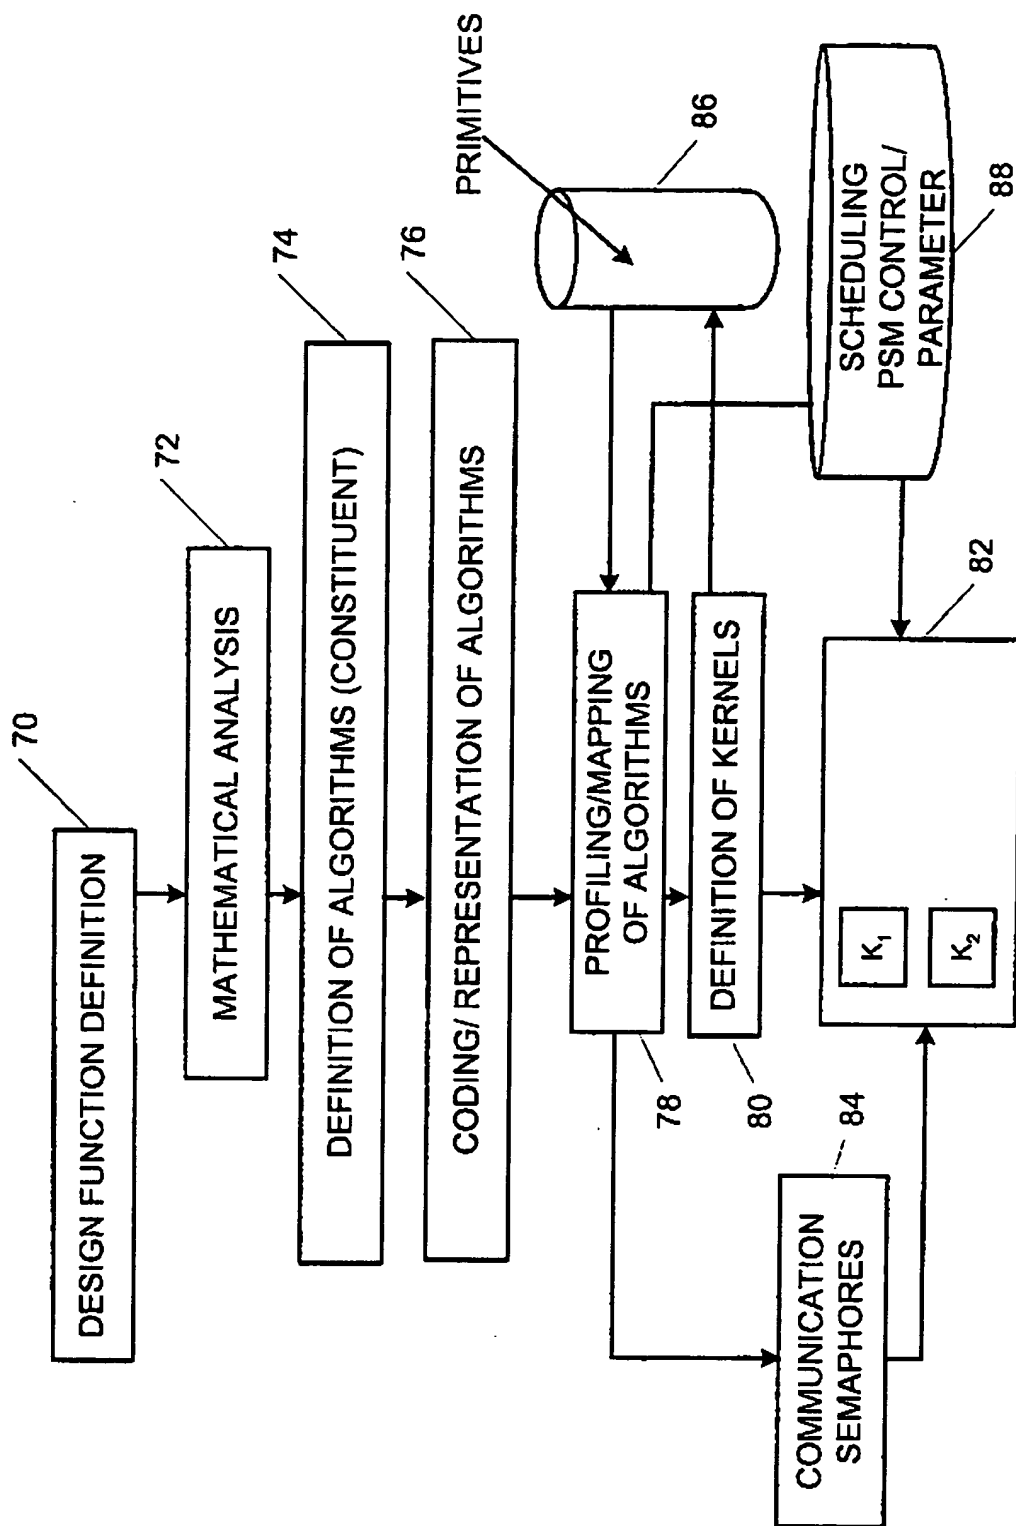 70
DESIGN FUNCTION DEFINITION
72
MATHEMATICAL ANALYSIS
74
DEFINITION OF ALGORITHMS (CONSTITUENT)
76
CODING/ REPRESENTATION OF ALGORITHMS
PRIMITIVES
86
PROFILING/MAPPING
OF ALGORITHMS
78
DEFINITION OF KERNELS
80
SCHEDULING
PSM CONTROL/
PARAMETER
88
COMMUNICATION
SEMAPHORES
84
82
K1
K2